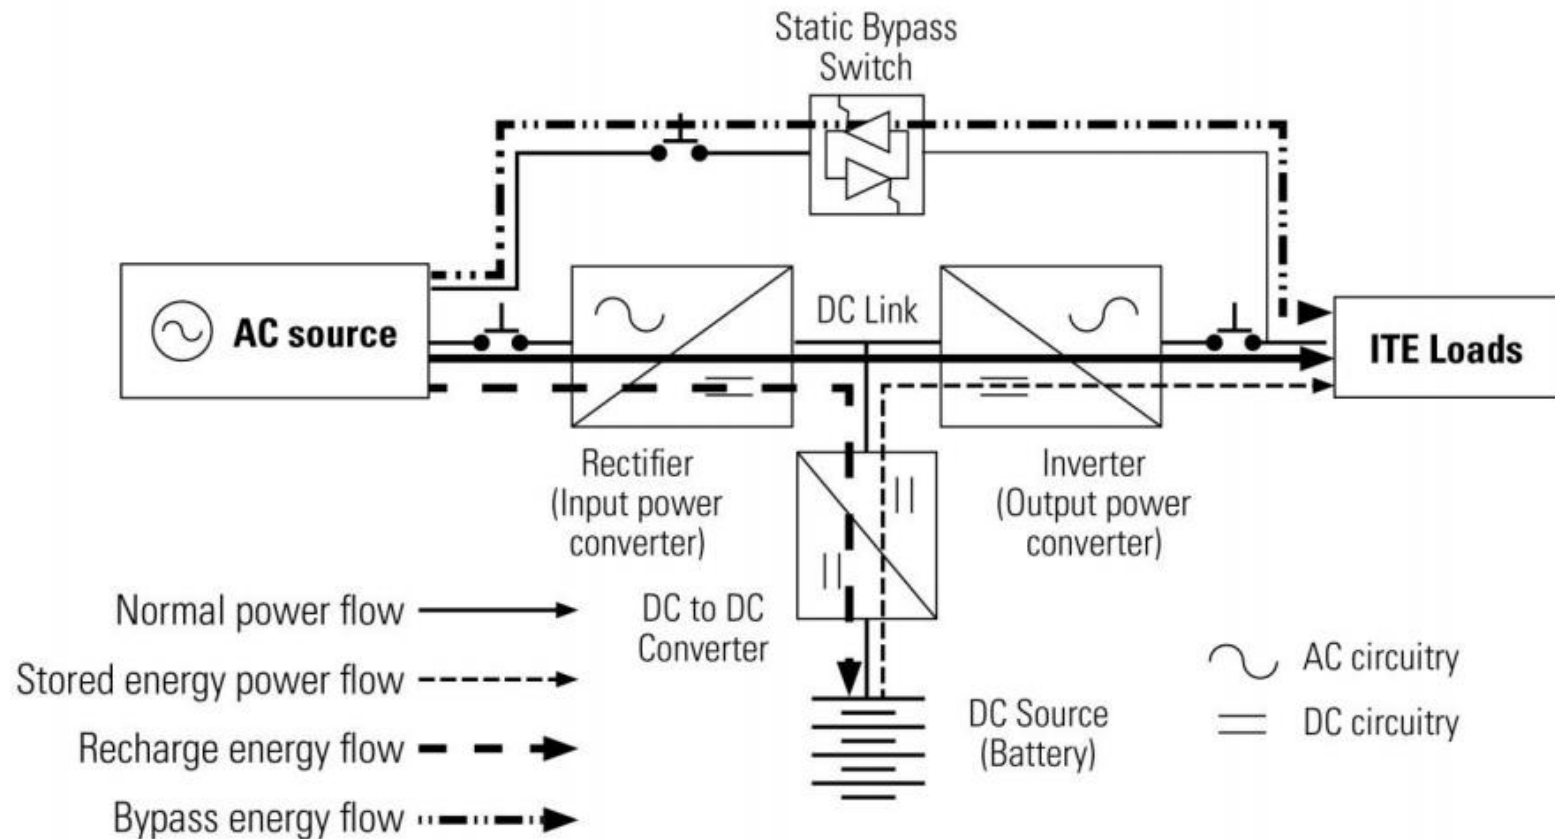 Static Bypass
Switch
AC source
DC Link
ITE Loads
Rectifier
(Input power
converter)
Inverter
(Output power
converter)
DC to DC
Converter
DC Source
(Battery)
Normal power flow
Stored energy power flow
Recharge energy flow
Bypass energy flow
AC circuitry
DC circuitry